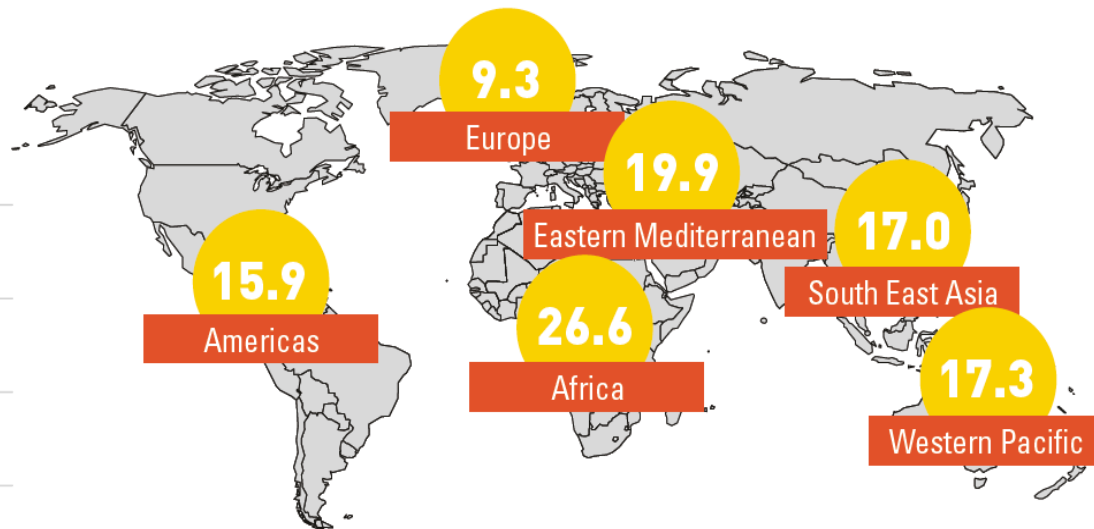 9.3
Europe
19.9
Eastern Mediterranean
17.0
South East Asia
15.9
Americas
26.6
Africa
17.3
Western Pacific